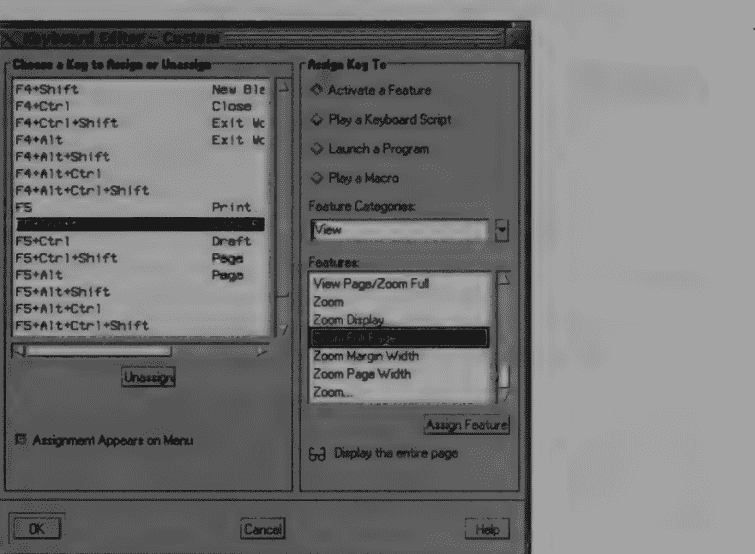 Keyboard Editor - Custom
Choose a Key to Assign or Unassign
F4+Shift New Ble
F4+Ctrl Close
F4+Ctrl+Shift Exit Wc
F4+Alt Exit Wc
F4+Alt+Shift
F4+Alt+Ctrl
F4+Alt+Ctrl+Shift
F5 Print
F5+Ctrl Draft
F5+Ctrl+Shift Page
F5+Alt Page
F5+Alt+Shift
F5+Alt+Ctrl
F5+Alt+Ctrl+Shift
Unassign
Assignment Appears on Menu
Assign Key To
Activate a Feature
Play a Keyboard Script
Launch a Program
Play a Macro
Feature Categories:
View
Features:
View Page/Zoom Full
Zoom
Zoom Display
Zoom Full Page
Zoom Margin Width
Zoom Page Width
Zoom...
Assign Feature
Display the entire page
OK Cancel Help